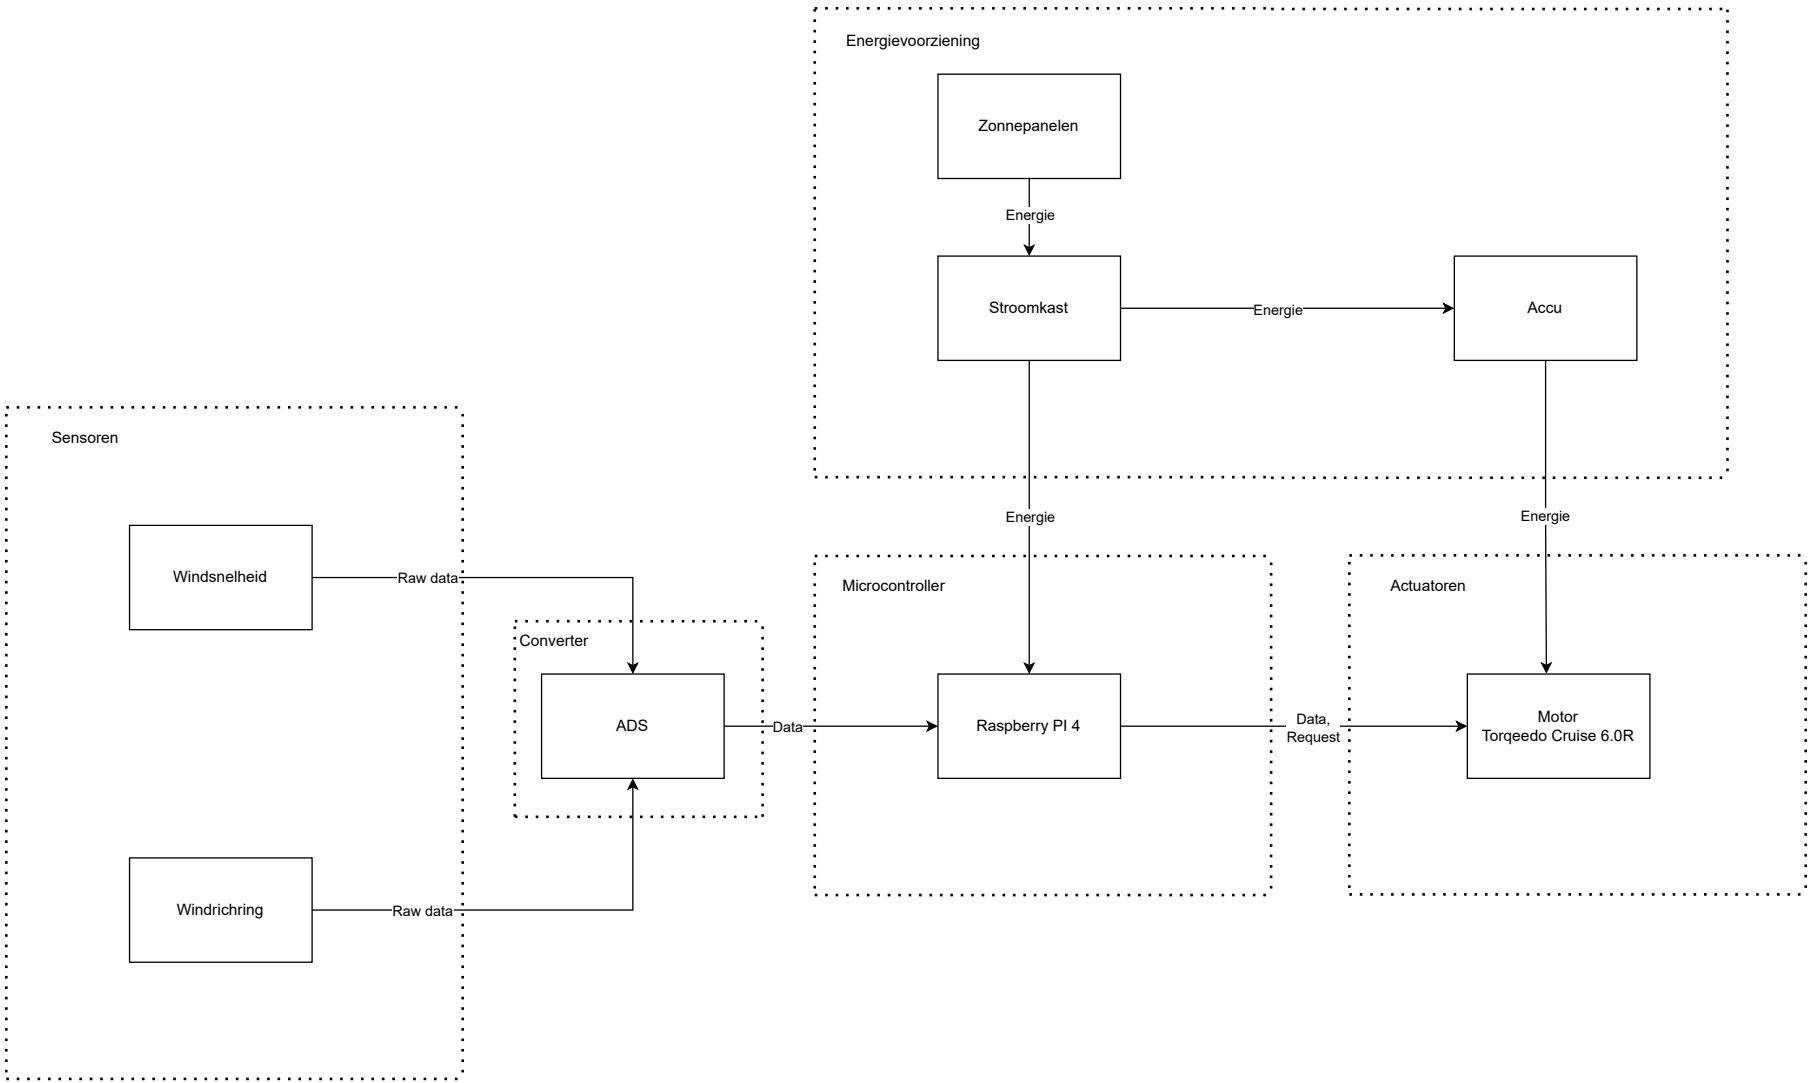 Energievoorziening
Zonnepanelen
Energie
Stroomkast
Energie
Accu
Sensoren
Energie
Energie
Windsnelheid
Raw data
Microcontroller
Actuatoren
Converter
ADS
Data
Raspberry PI 4
Data,
Request
Motor
Torqeedo Cruise 6.0R
Windrichring
Raw data